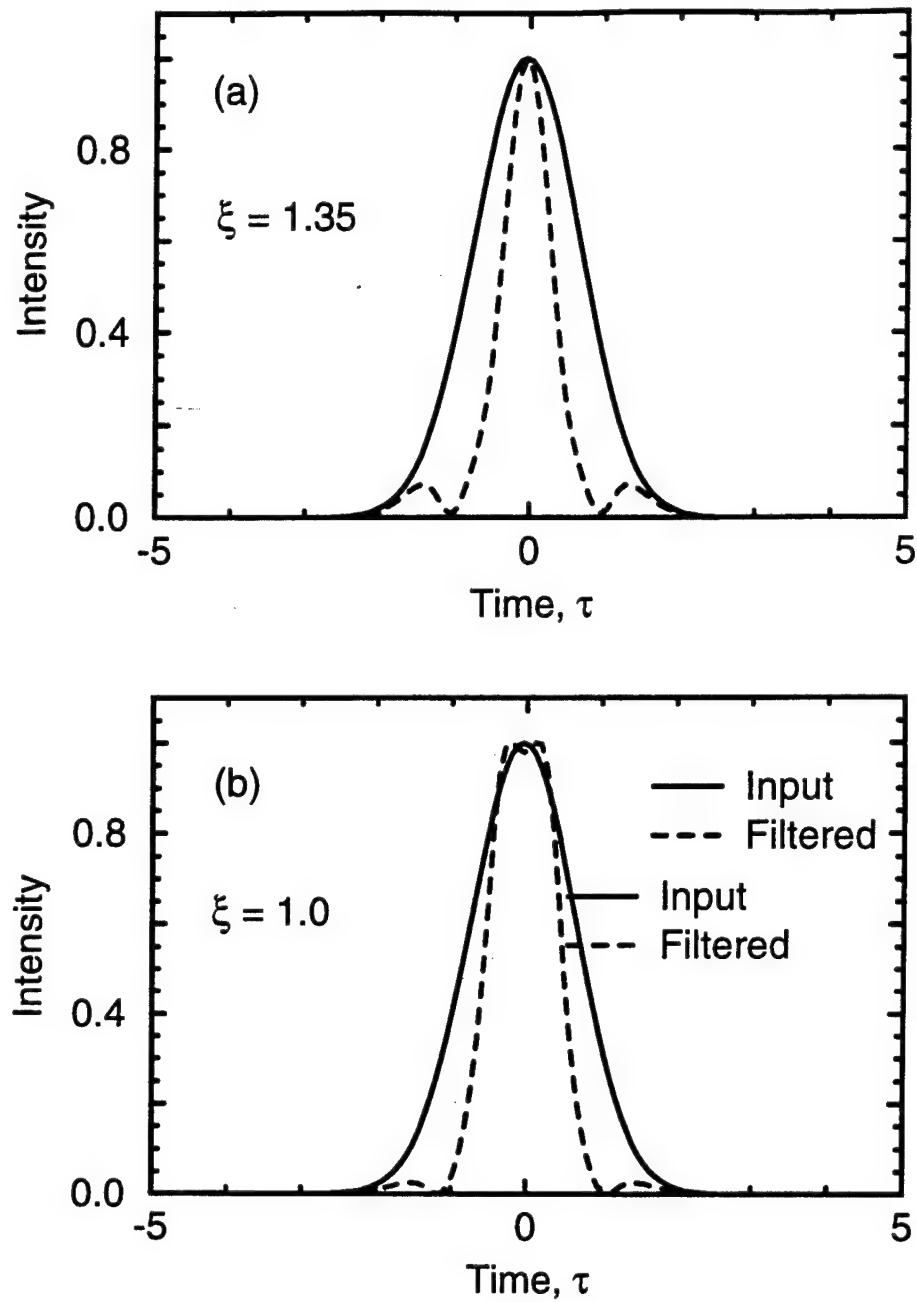 (a)
ξ = 1.35
Intensity
0.8
0.4
0.0
-5
0
5
Time, τ
(b)
ξ = 1.0
Input
Filtered
Input
Filtered
Intensity
0.8
0.4
0.0
-5
0
5
Time, τ